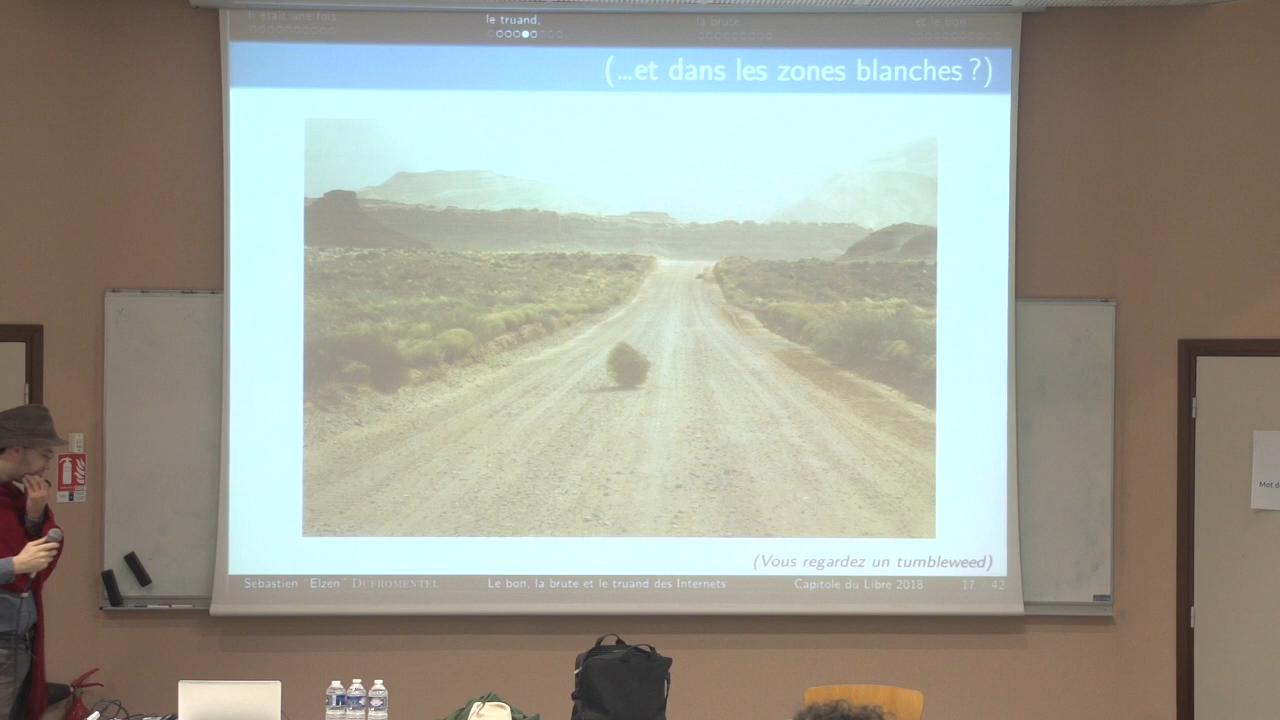 Il était une fois
le truand,
la brute
et le bon
(...et dans les zones blanches ?)
(Vous regardez un tumbleweed)
Sébastien "Elzen" DUFROMENTEL
Le bon, la brute et le truand des Internets
Capitole du Libre 2018
17
42
Mot d